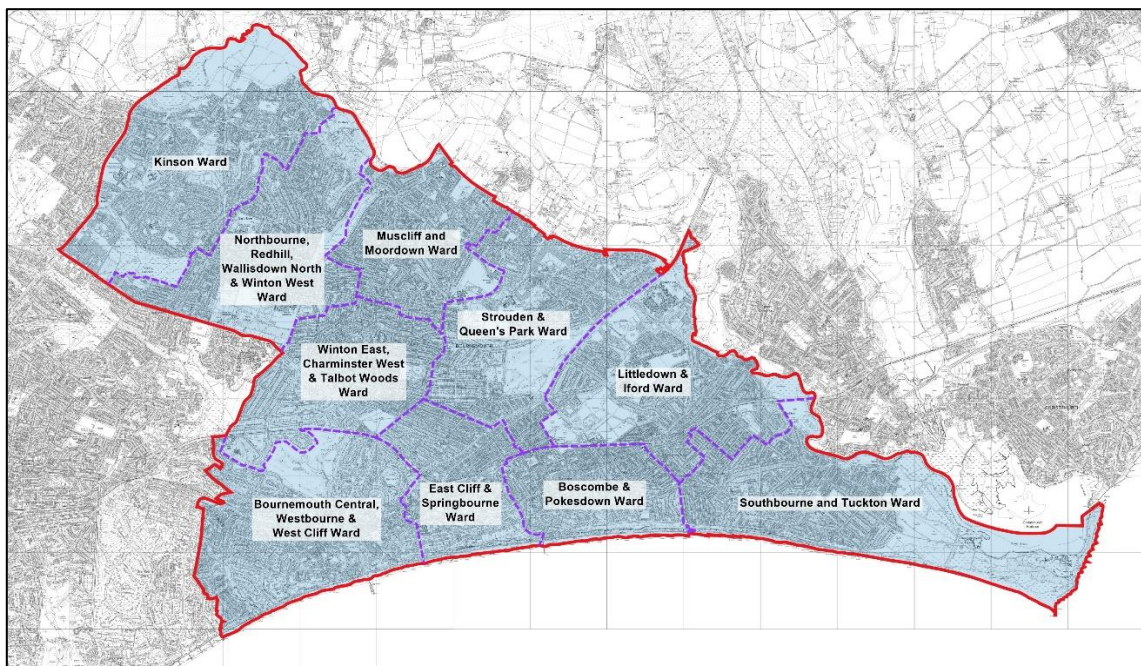 Kinson Ward
Northbourne,
Redhill,
Wallisdown North
& Winton West
Ward
Muscliff and
Moordown Ward
Strouden &
Queen's Park Ward
Winton East,
Charminster West
& Talbot Woods
Ward
Littledown &
Iford Ward
Bournemouth Central,
Westbourne &
West Cliff Ward
East Cliff &
Springbourne
Ward
Boscombe &
Pokesdown Ward
Southbourne and Tuckton Ward